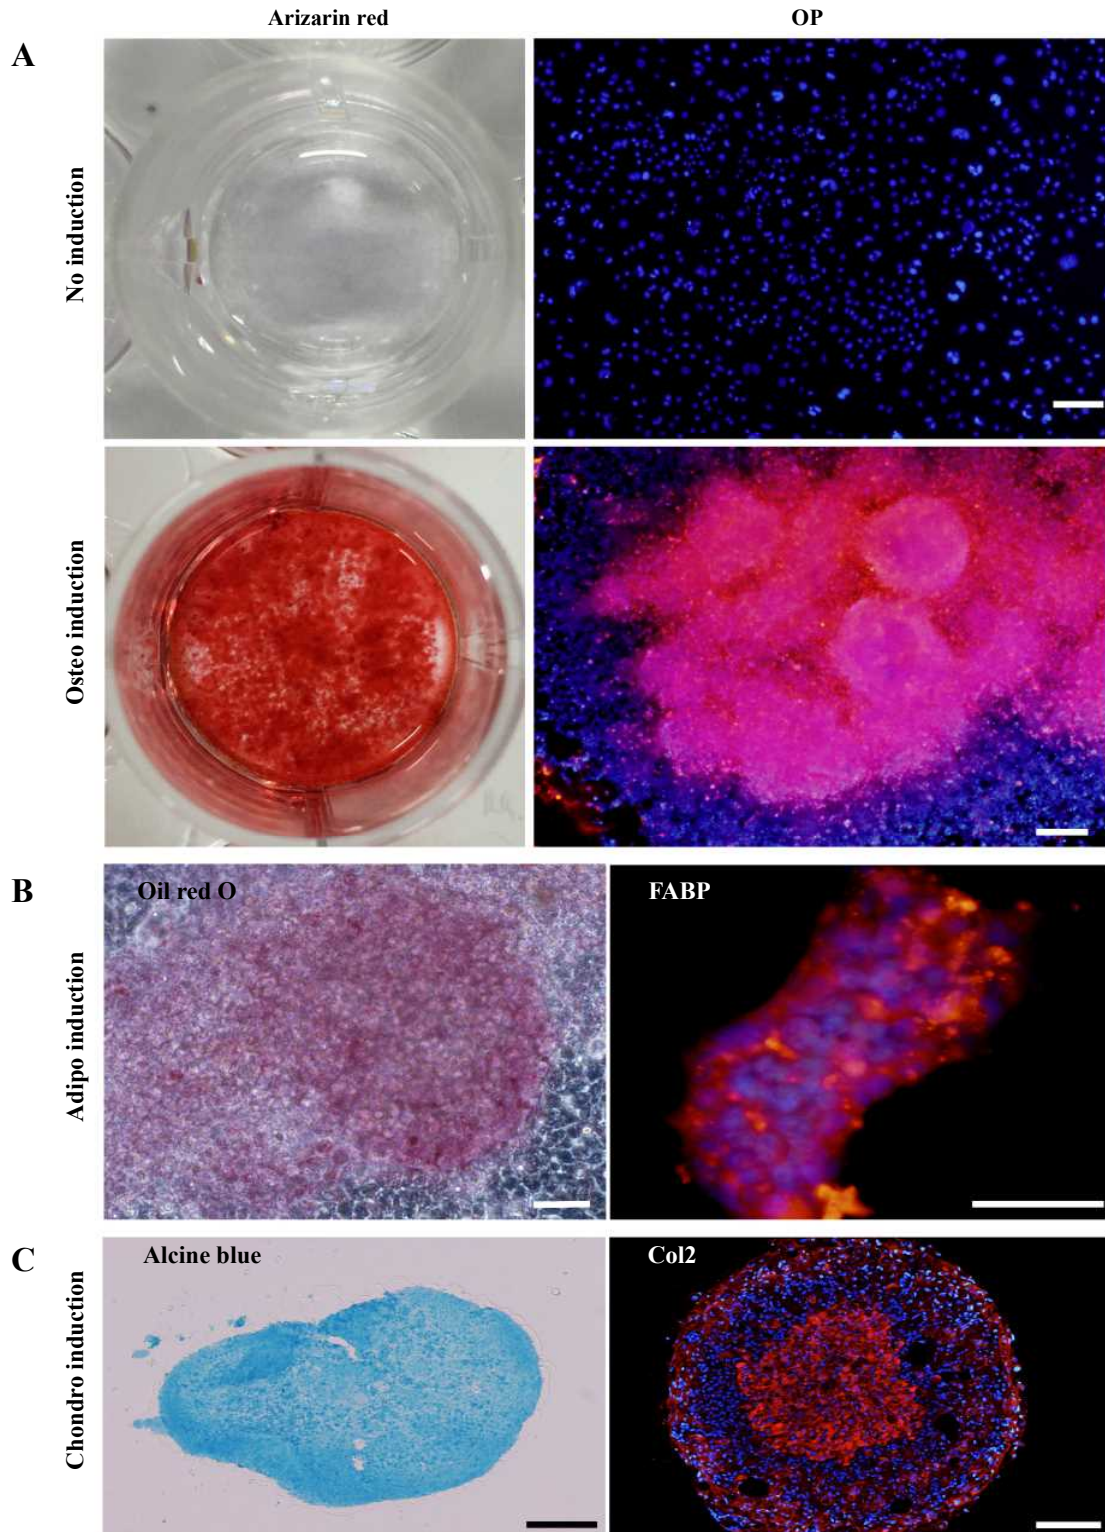 Arizarin red
OP
A
No induction
Osteo induction
B
Oil red O
FABP
Adipo induction
C
Alcine blue
Col2
Chondro induction